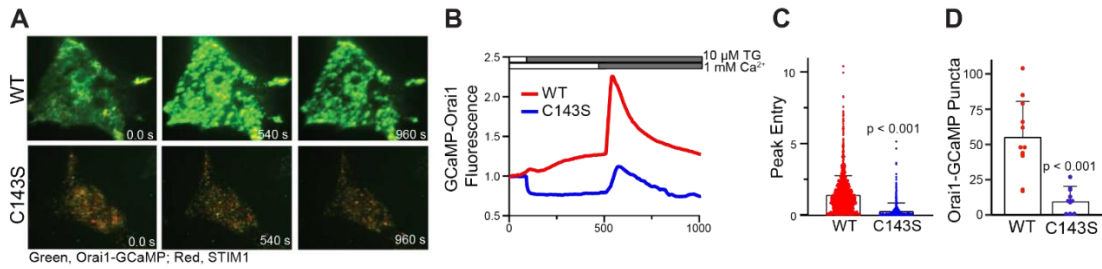 A
WT
0.0 s
540 s
960 s
C143S
0.0 s
540 s
960 s
Green, Orai1-GCaMP; Red, STIM1
B
10 µM TG
1 mM Ca²⁺
GCaMP-Orai1
Fluorescence
2.5
2.0
1.5
1.0
0.5
WT
C143S
0
500
1000
C
Peak Entry
10
5
0
p < 0.001
WT
C143S
D
Orai1-GCaMP Puncta
125
100
75
50
25
0
p < 0.001
WT
C143S